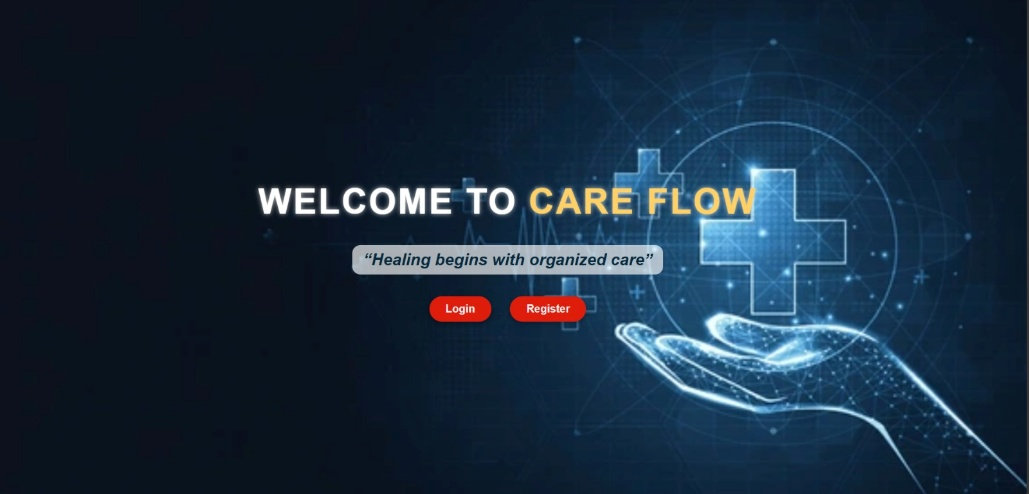 WELCOME TO CARE FLOW
“Healing begins with organized care”
Login Register